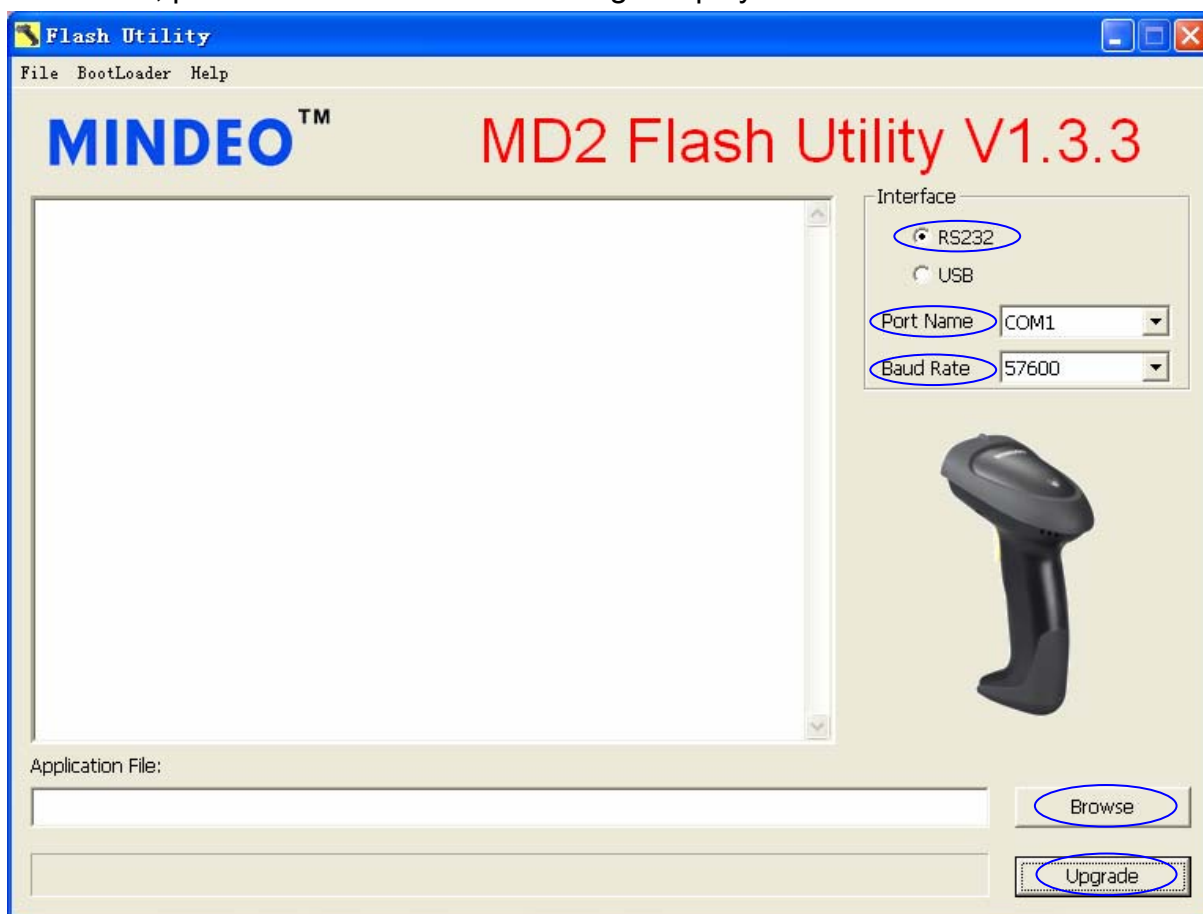 Flash Utility
File BootLoader Help
MINDEO™ MD2 Flash Utility V1.3.3
Interface
RS232
USB
Port Name COM1
Baud Rate 57600
Application File:
Browse
Upgrade